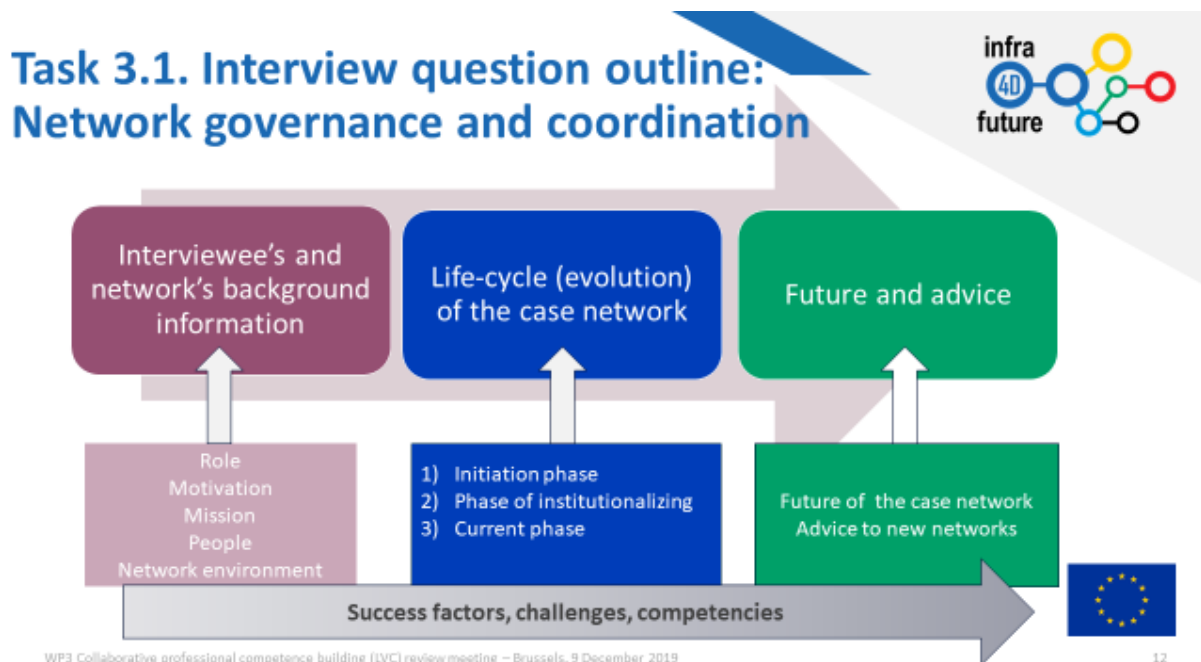 Task 3.1. Interview question outline:
Network governance and coordination
infra
4D
future
Interviewee's and
network's background
information
Life-cycle (evolution)
of the case network
Future and advice
Role
Motivation
Mission
People
Network environment
1) Initiation phase
2) Phase of institutionalizing
3) Current phase
Future of the case network
Advice to new networks
Success factors, challenges, competencies
WP3 Collaborative professional competence building (LVC) review meeting – Brussels, 9 December 2019
12